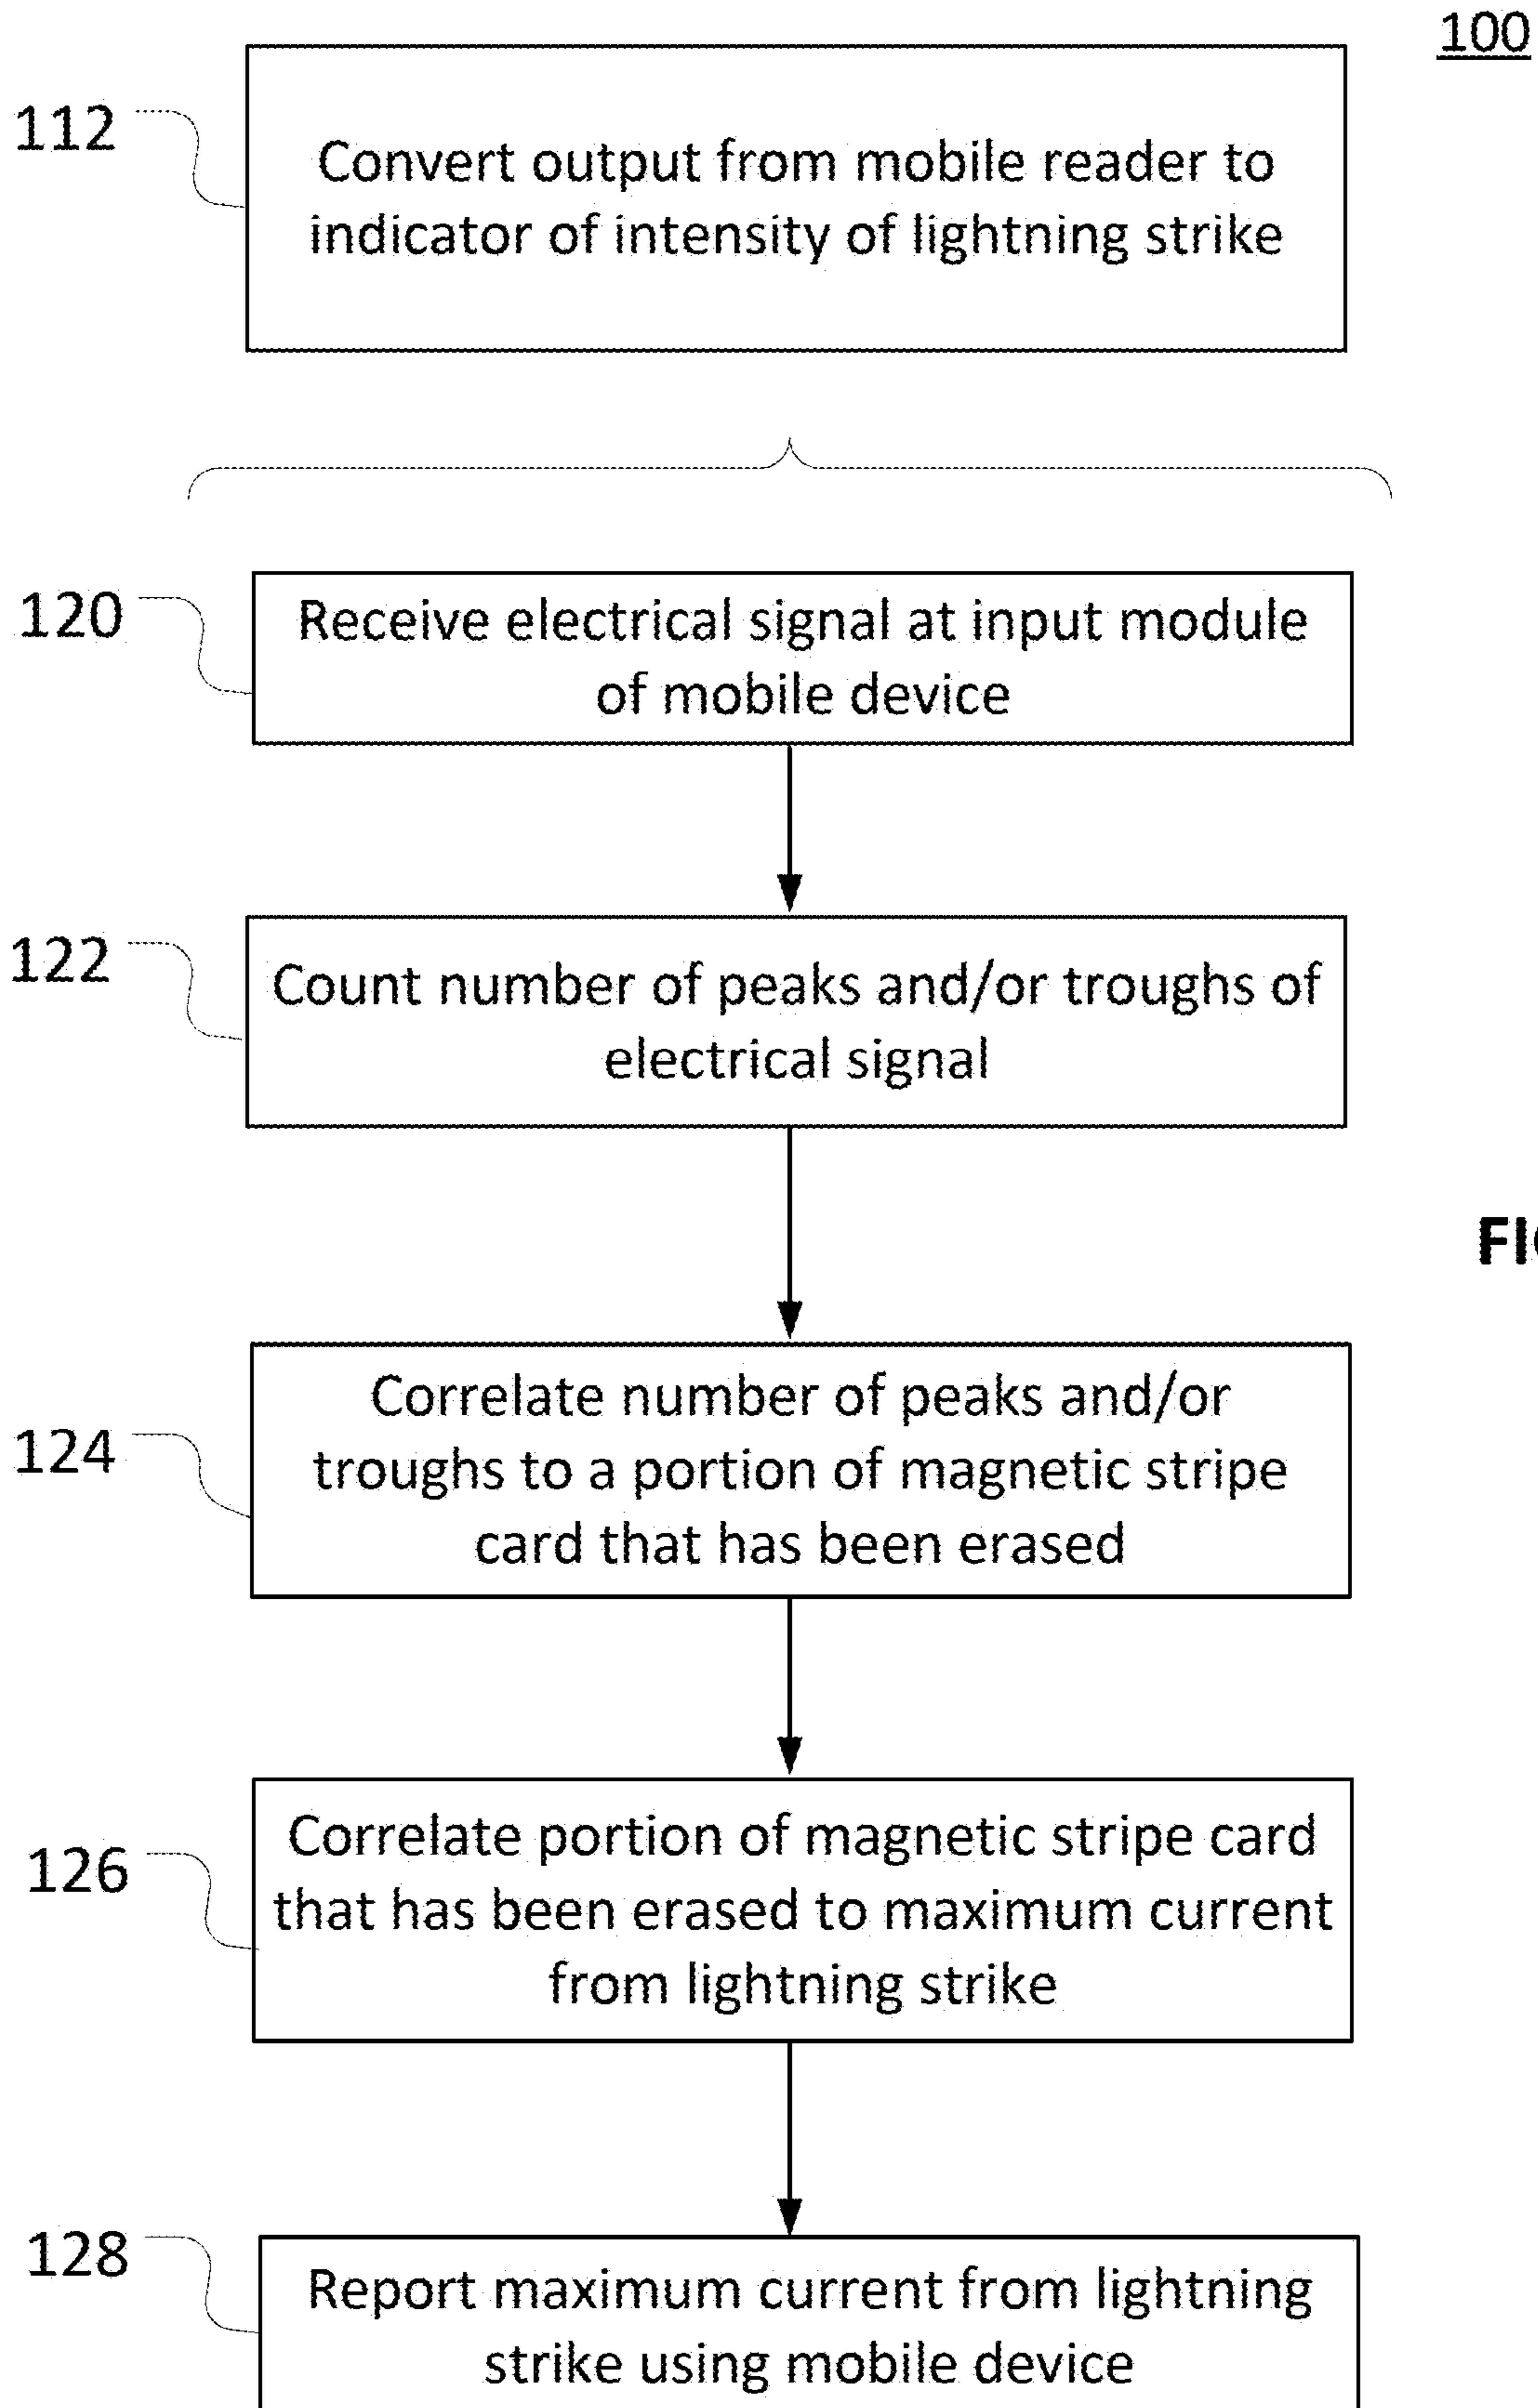 100
112
Convert output from mobile reader to
indicator of intensity of lightning strike
120
Receive electrical signal at input module
of mobile device
122
Count number of peaks and/or troughs of
electrical signal
124
Correlate number of peaks and/or
troughs to a portion of magnetic stripe
card that has been erased
126
Correlate portion of magnetic stripe card
that has been erased to maximum current
from lightning strike
128
Report maximum current from lightning
strike using mobile device